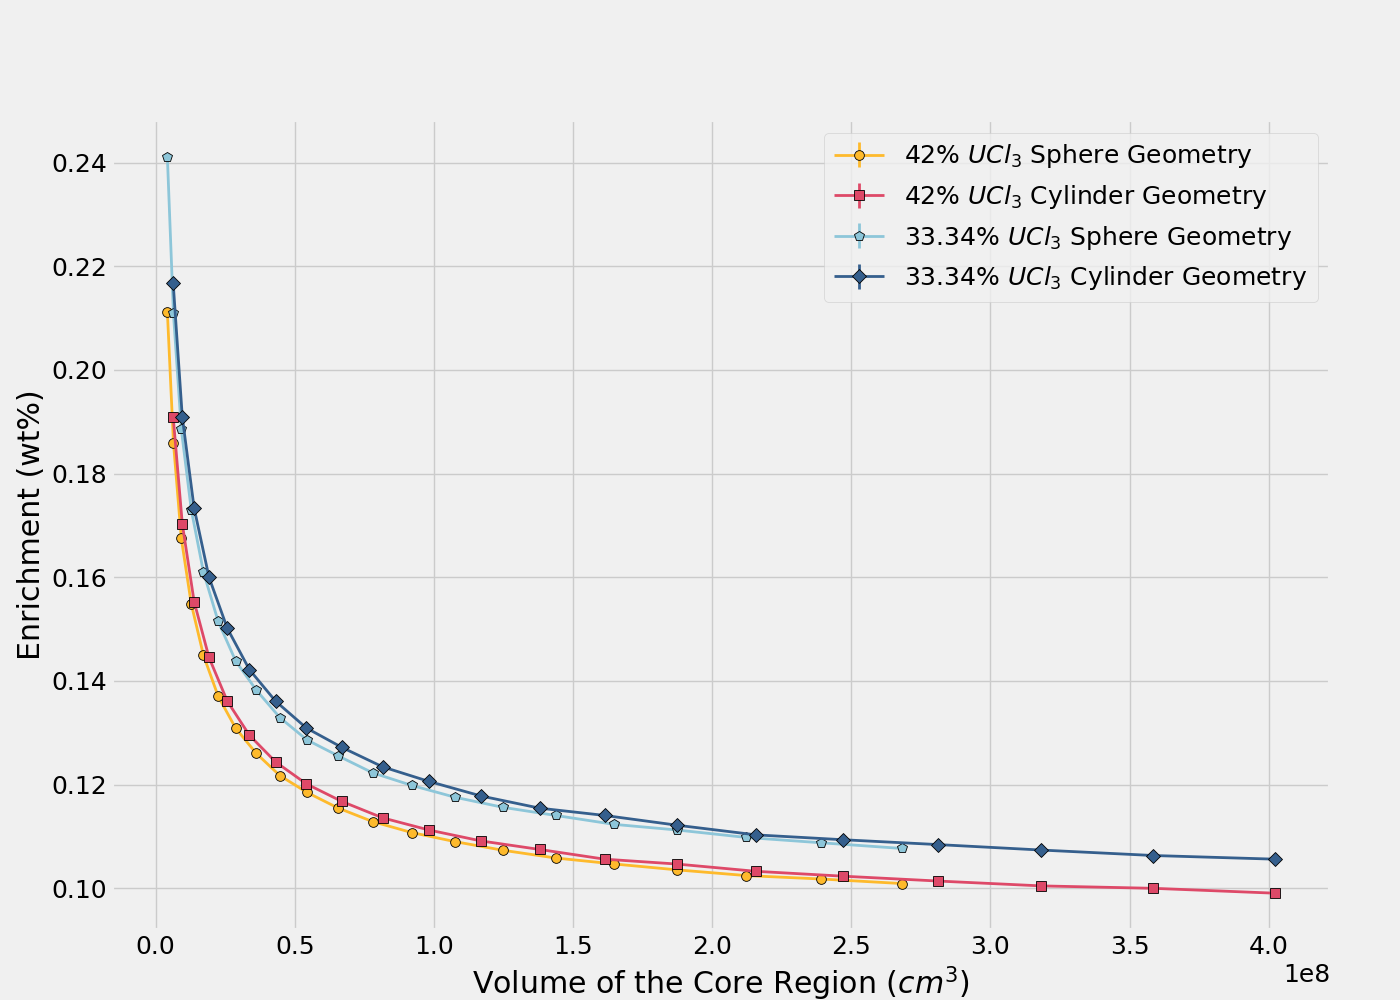 42% UCl₃ Sphere Geometry
42% UCl₃ Cylinder Geometry
33.34% UCl₃ Sphere Geometry
33.34% UCl₃ Cylinder Geometry
0.24
0.22
0.20
0.18
0.16
0.14
0.12
0.10
Enrichment (wt%)
0.0 0.5 1.0 1.5 2.0 2.5 3.0 3.5 4.0
1e8
Volume of the Core Region (cm³)